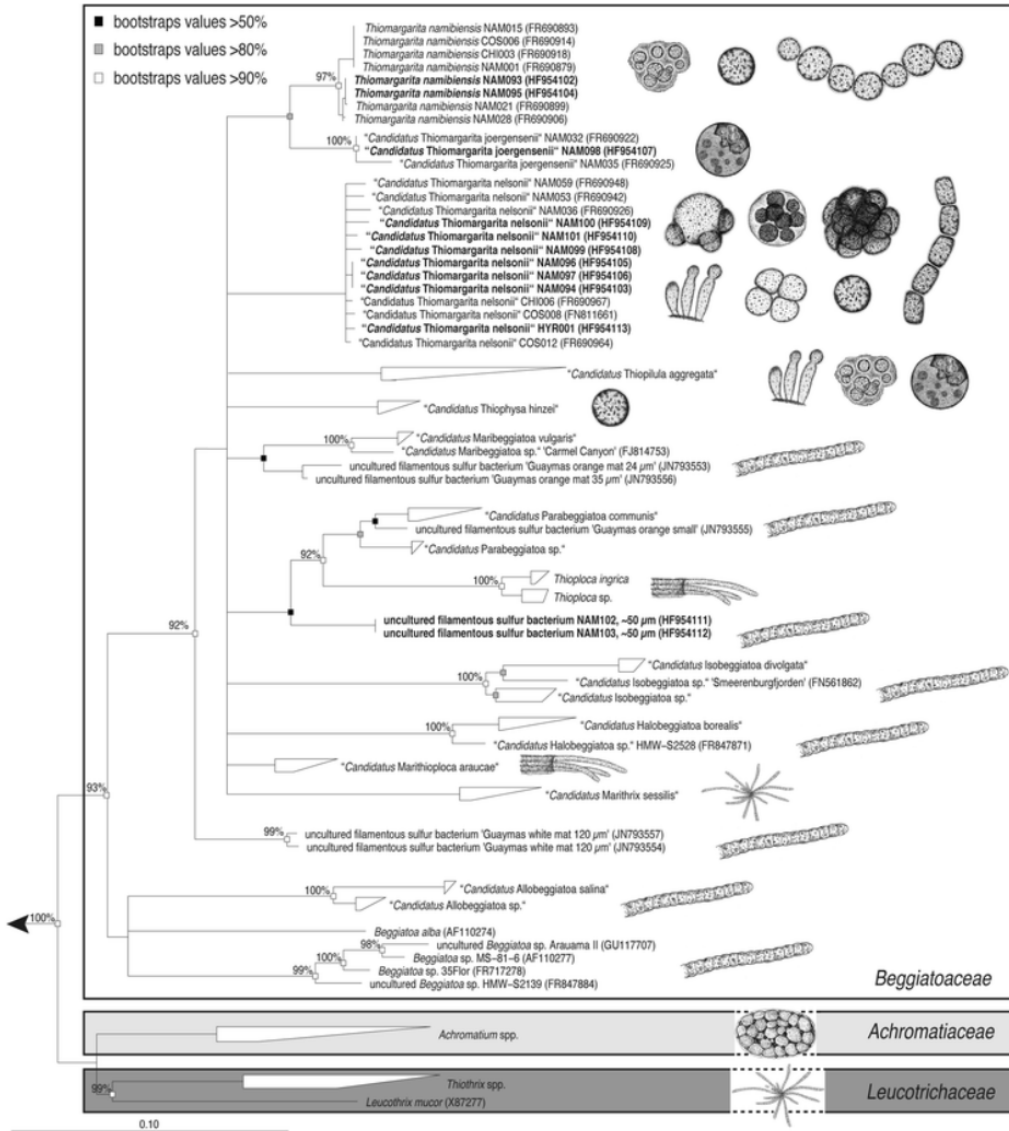 bootstraps values >50%
bootstraps values >80%
bootstraps values >90%
Thiomargarita namibiensis NAM015 (FR690893)
Thiomargarita namibiensis COS006 (FR690914)
Thiomargarita namibiensis CHI003 (FR690918)
Thiomargarita namibiensis NAM001 (FR690879)
97%
Thiomargarita namibiensis NAM093 (HF954102)
Thiomargarita namibiensis NAM095 (HF954104)
Thiomargarita namibiensis NAM021 (FR690899)
Thiomargarita namibiensis NAM028 (FR690906)
100%
"Candidatus Thiomargarita joergensenii" NAM032 (FR690922)
"Candidatus Thiomargarita joergensenii" NAM098 (HF954107)
"Candidatus Thiomargarita joergensenii" NAM035 (FR690925)
"Candidatus Thiomargarita nelsonii" NAM059 (FR690948)
"Candidatus Thiomargarita nelsonii" NAM053 (FR690942)
"Candidatus Thiomargarita nelsonii" NAM036 (FR690926)
"Candidatus Thiomargarita nelsonii" NAM100 (HF954109)
"Candidatus Thiomargarita nelsonii" NAM101 (HF954110)
"Candidatus Thiomargarita nelsonii" NAM099 (HF954108)
"Candidatus Thiomargarita nelsonii" NAM096 (HF954105)
"Candidatus Thiomargarita nelsonii" NAM097 (HF954106)
"Candidatus Thiomargarita nelsonii" NAM094 (HF954103)
"Candidatus Thiomargarita nelsonii" CHI006 (FR690967)
"Candidatus Thiomargarita nelsonii" COS008 (FN811661)
"Candidatus Thiomargarita nelsonii" HYR001 (HF954113)
"Candidatus Thiomargarita nelsonii" COS012 (FR690964)
"Candidatus Thiopilula aggregata"
"Candidatus Thiophysa hinzei"
100%
"Candidatus Maribeggiatoa vulgaris"
"Candidatus Maribeggiatoa sp." 'Carmel Canyon' (FJ814753)
uncultured filamentous sulfur bacterium 'Guaymas orange mat 24 µm' (JN793553)
uncultured filamentous sulfur bacterium 'Guaymas orange mat 35 µm' (JN793556)
"Candidatus Parabeggiatoa communis"
uncultured filamentous sulfur bacterium 'Guaymas orange small' (JN793555)
92%
"Candidatus Parabeggiatoa sp."
100%
Thioploca ingrica
Thioploca sp.
uncultured filamentous sulfur bacterium NAM102, ~50 µm (HF954111)
92%
uncultured filamentous sulfur bacterium NAM103, ~50 µm (HF954112)
"Candidatus Isobeggiatoa divolgata"
100%
"Candidatus Isobeggiatoa sp." 'Smeerenburgfjorden' (FN561862)
"Candidatus Isobeggiatoa sp."
100%
"Candidatus Halobeggiatoa borealis"
"Candidatus Halobeggiatoa sp." HMW-S2528 (FR847871)
"Candidatus Marithioploca araucae"
93%
"Candidatus Marithrix sessilis"
99%
uncultured filamentous sulfur bacterium 'Guaymas white mat 120 µm' (JN793557)
uncultured filamentous sulfur bacterium 'Guaymas white mat 120 µm' (JN793554)
100%
"Candidatus Allobeggiatoa salina"
"Candidatus Allobeggiatoa sp."
100%
Beggiatoa alba (AF110274)
98%
uncultured Beggiatoa sp. Arauama II (GU117707)
100%
Beggiatoa sp. MS-81-6 (AF110277)
99%
Beggiatoa sp. 35Flor (FR717278)
uncultured Beggiatoa sp. HMW-S2139 (FR847884)
Beggiatoaceae
Achromatium spp.
Achromatiaceae
99%
Thiothrix spp.
Leucothrix mucor (X87277)
Leucotrichaceae
0.10